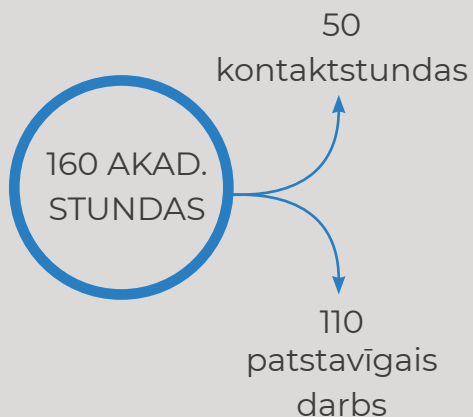 50
kontaktstundas
160 AKAD.
STUNDAS
110
patstavīgais
darbs